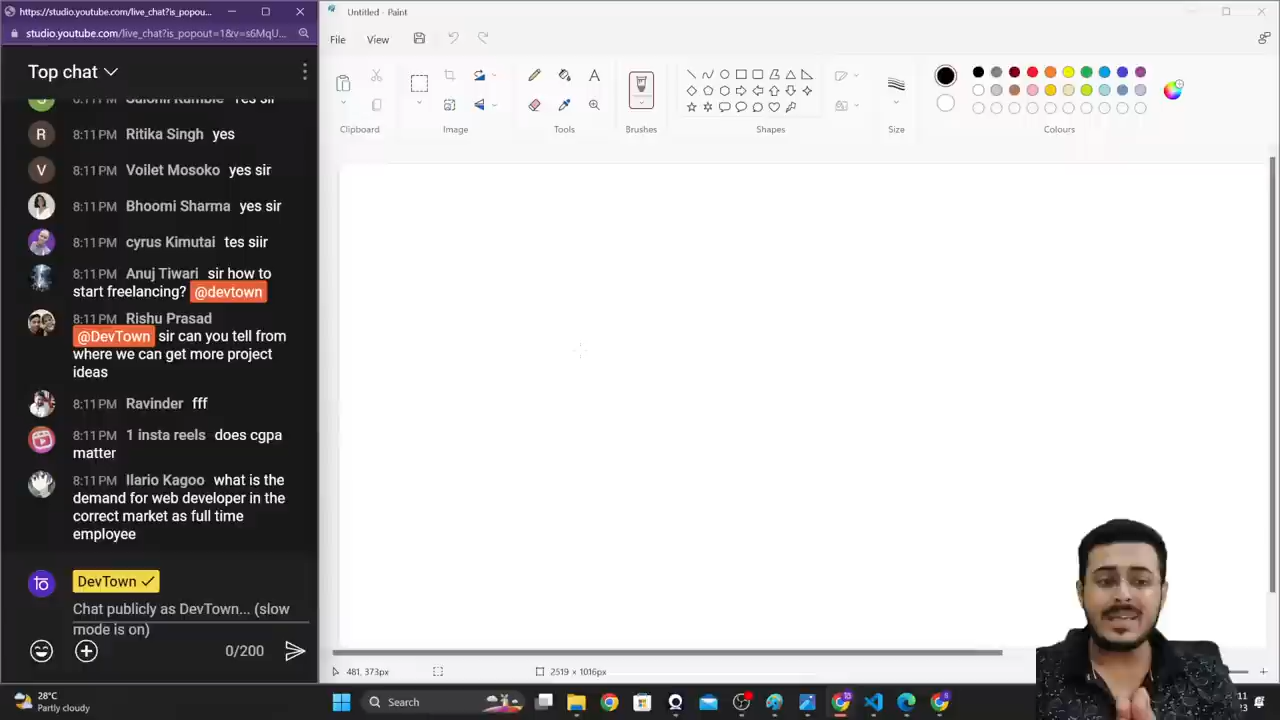 https://studio.youtube.com/live_chat?is_popou...
studio.youtube.com/live_chat?is_popout=1&v=s6MqU...
Top chat
Yes sir
R 8:11 PM Ritika Singh yes
V 8:11 PM Voilet Mosoko yes sir
8:11 PM Bhoomi Sharma yes sir
8:11 PM cyrus Kimutai tes siir
8:11 PM Anuj Tiwari sir how to
start freelancing? @devtown
8:11 PM Rishu Prasad
@DevTown sir can you tell from
where we can get more project
ideas
8:11 PM Ravinder fff
8:11 PM 1 insta reels does cgpa
matter
8:11 PM Ilario Kagoo what is the
demand for web developer in the
correct market as full time
employee
DevTown
Chat publicly as DevTown... (slow
mode is on)
0/200
Untitled - Paint
File View
A
Clipboard Image Tools Brushes Shapes Size Colours
481, 373px 2519 × 1016px
28°C
Partly cloudy
Search